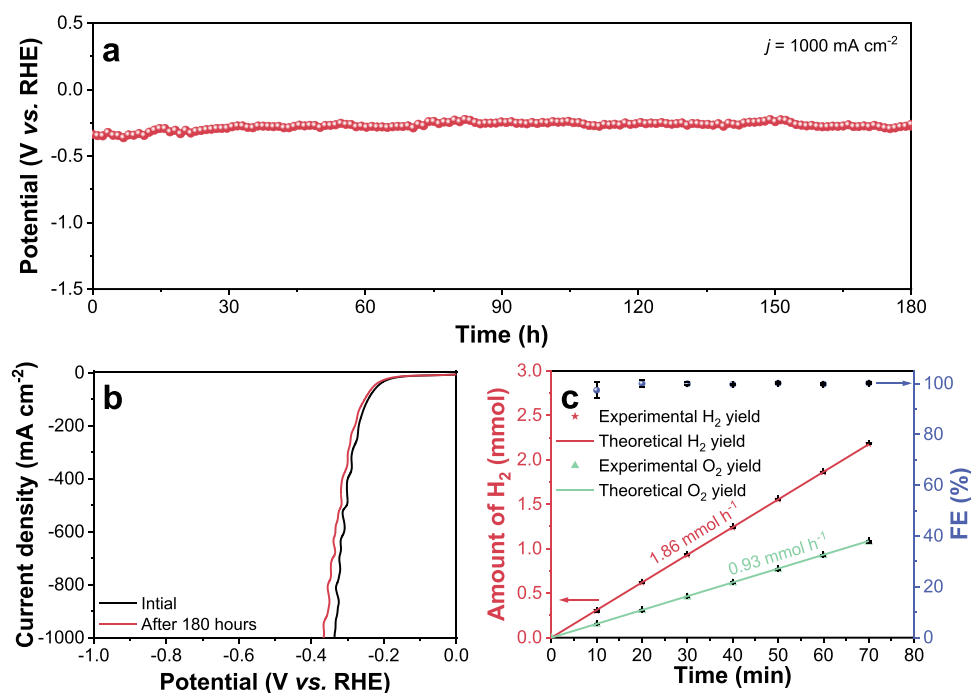 a
j = 1000 mA cm⁻²
Potential (V vs. RHE)
0.5
0.0
-0.5
-1.0
-1.5
0 30 60 90 120 150 180
Time (h)
b
Current density (mA cm⁻²)
0
-200
-400
-600
-800
-1000
Intial
After 180 hours
-1.0 -0.8 -0.6 -0.4 -0.2 0.0
Potential (V vs. RHE)
c
Amount of H₂ (mmol)
3.0
2.5
2.0
1.5
1.0
0.5
0.0
Experimental H₂ yield
Theoretical H₂ yield
Experimental O₂ yield
Theoretical O₂ yield
1.86 mmol h⁻¹
0.93 mmol h⁻¹
100
80
60
40
20
0
FE (%)
0 10 20 30 40 50 60 70 80
Time (min)